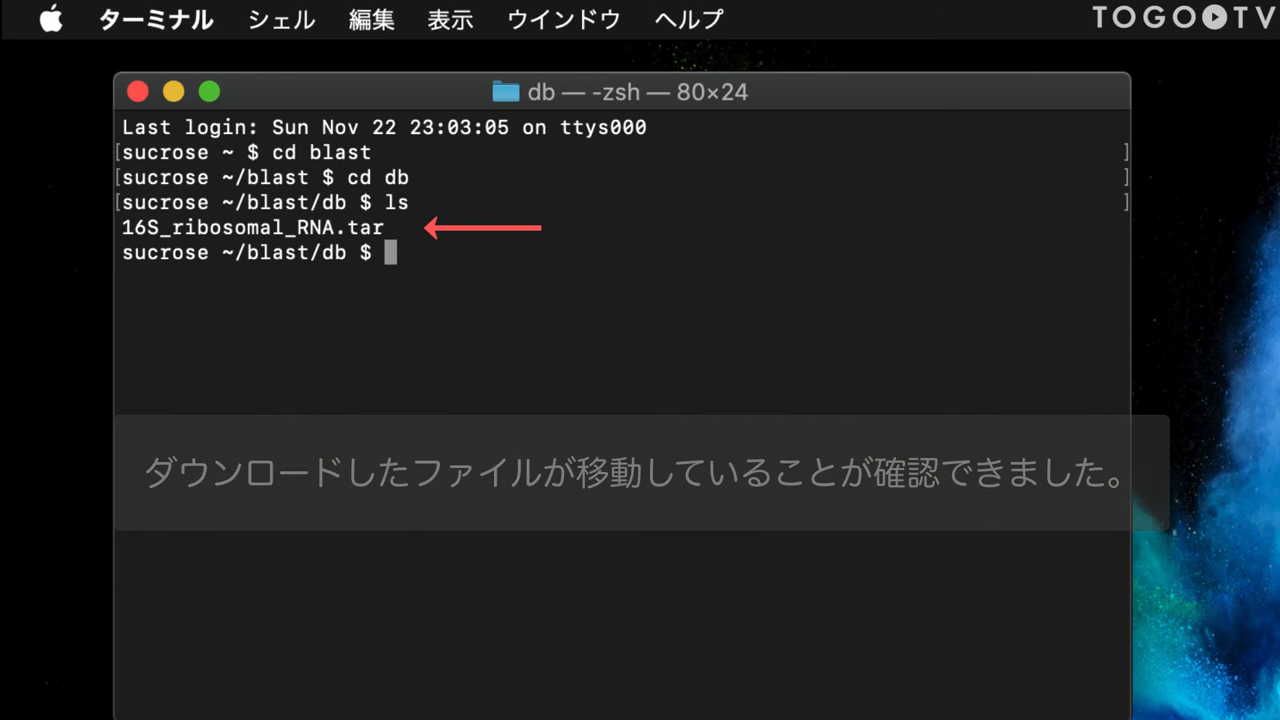 ターミナル シェル 編集 表示 ウインドウ ヘルプ
TOGO TV
db — -zsh — 80×24
Last login: Sun Nov 22 23:03:05 on ttys000
[sucrose ~ $ cd blast ]
[sucrose ~/blast $ cd db ]
[sucrose ~/blast/db $ ls ]
16S_ribosomal_RNA.tar
sucrose ~/blast/db $
ダウンロードしたファイルが移動していることが確認できました。